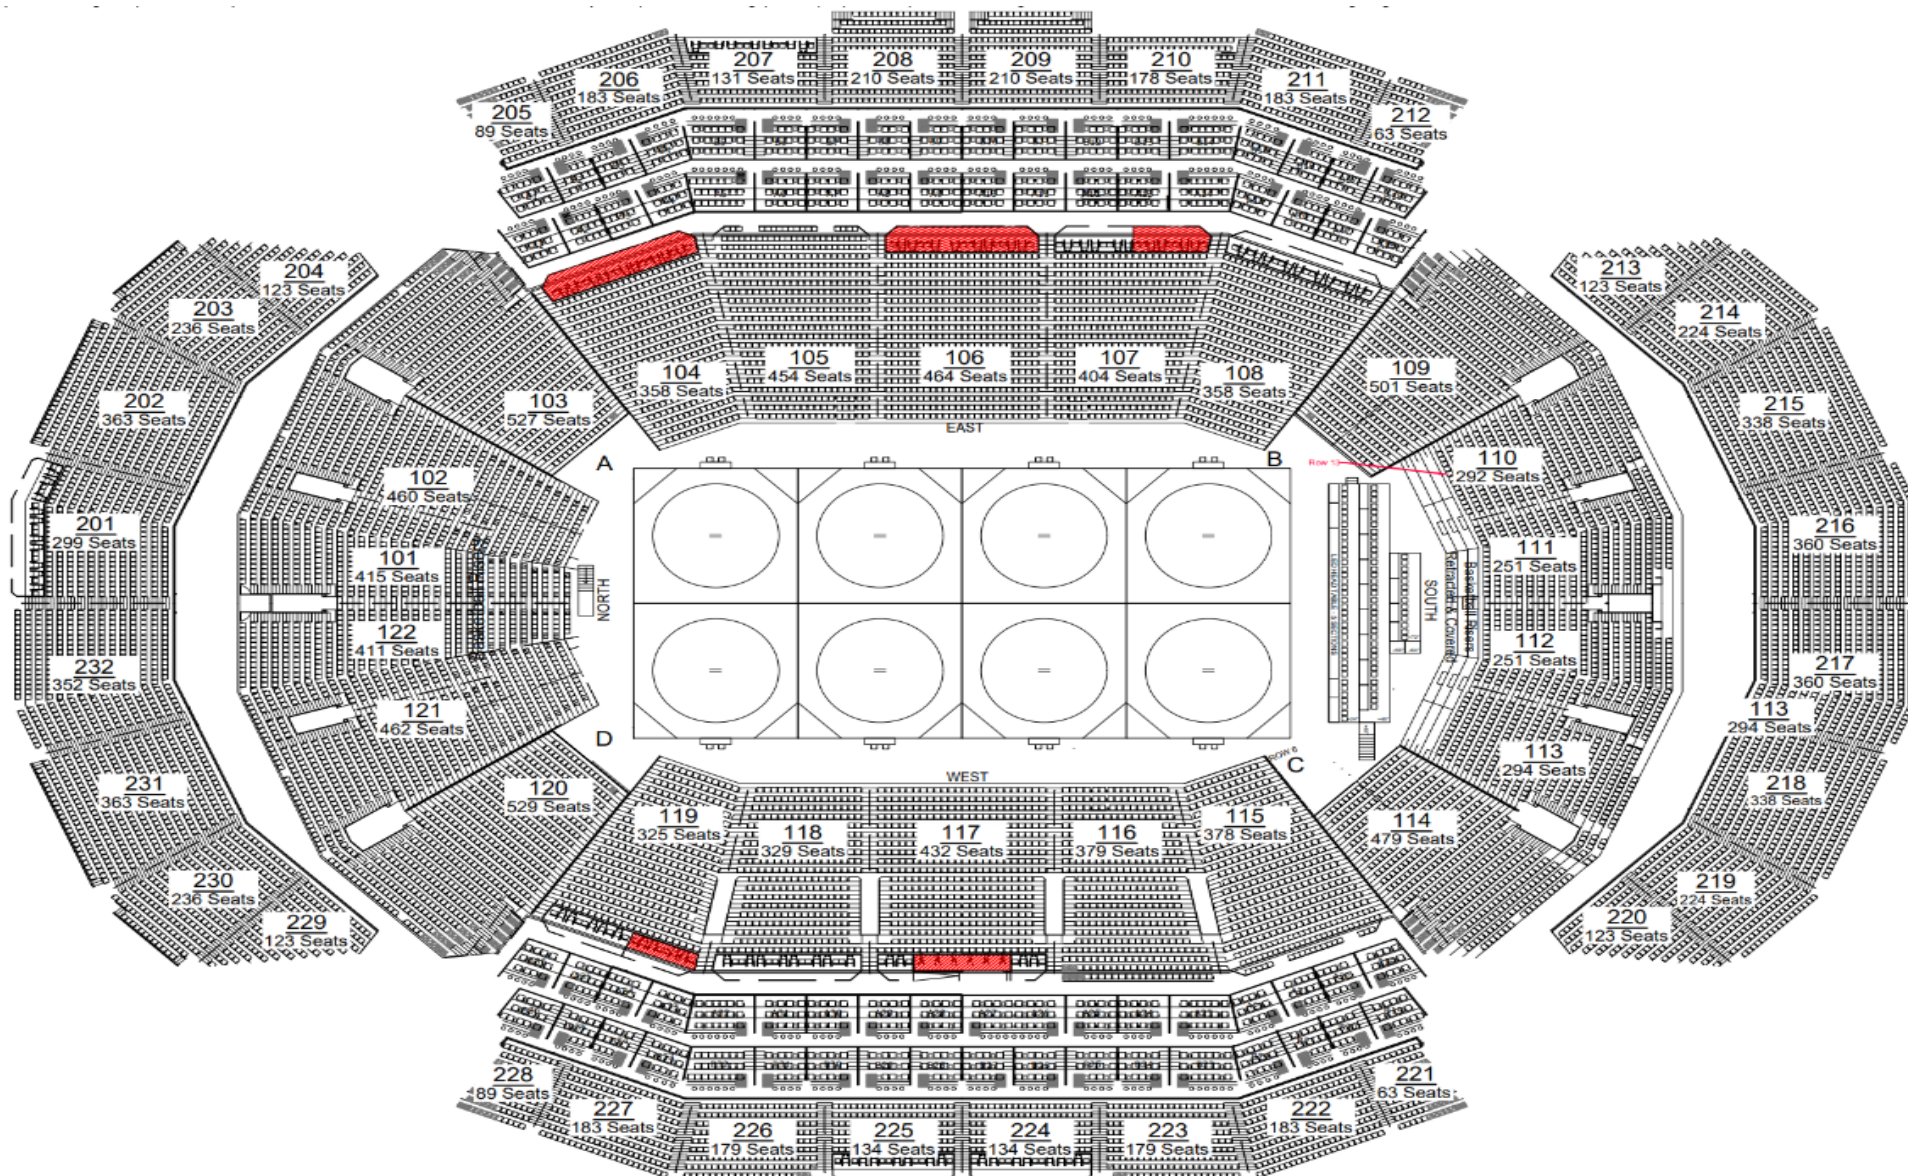 207
131 Seats
208
210 Seats
209
210 Seats
210
178 Seats
206
183 Seats
211
183 Seats
205
89 Seats
212
63 Seats
204
123 Seats
213
123 Seats
203
236 Seats
214
224 Seats
202
363 Seats
215
338 Seats
104
358 Seats
105
454 Seats
106
464 Seats
107
404 Seats
108
358 Seats
109
501 Seats
103
527 Seats
EAST
A
B
Row 13
110
292 Seats
102
460 Seats
201
299 Seats
216
360 Seats
101
415 Seats
111
251 Seats
NORTH
SOUTH
Retracted & Covered
Basketball Risers
122
411 Seats
112
251 Seats
232
352 Seats
217
360 Seats
121
462 Seats
113
294 Seats
113
294 Seats
D
C
ROW 6
WEST
231
363 Seats
120
529 Seats
218
338 Seats
119
325 Seats
118
329 Seats
117
432 Seats
116
379 Seats
115
378 Seats
114
479 Seats
230
236 Seats
219
224 Seats
229
123 Seats
220
123 Seats
228
89 Seats
221
63 Seats
227
183 Seats
222
183 Seats
226
179 Seats
225
134 Seats
224
134 Seats
223
179 Seats